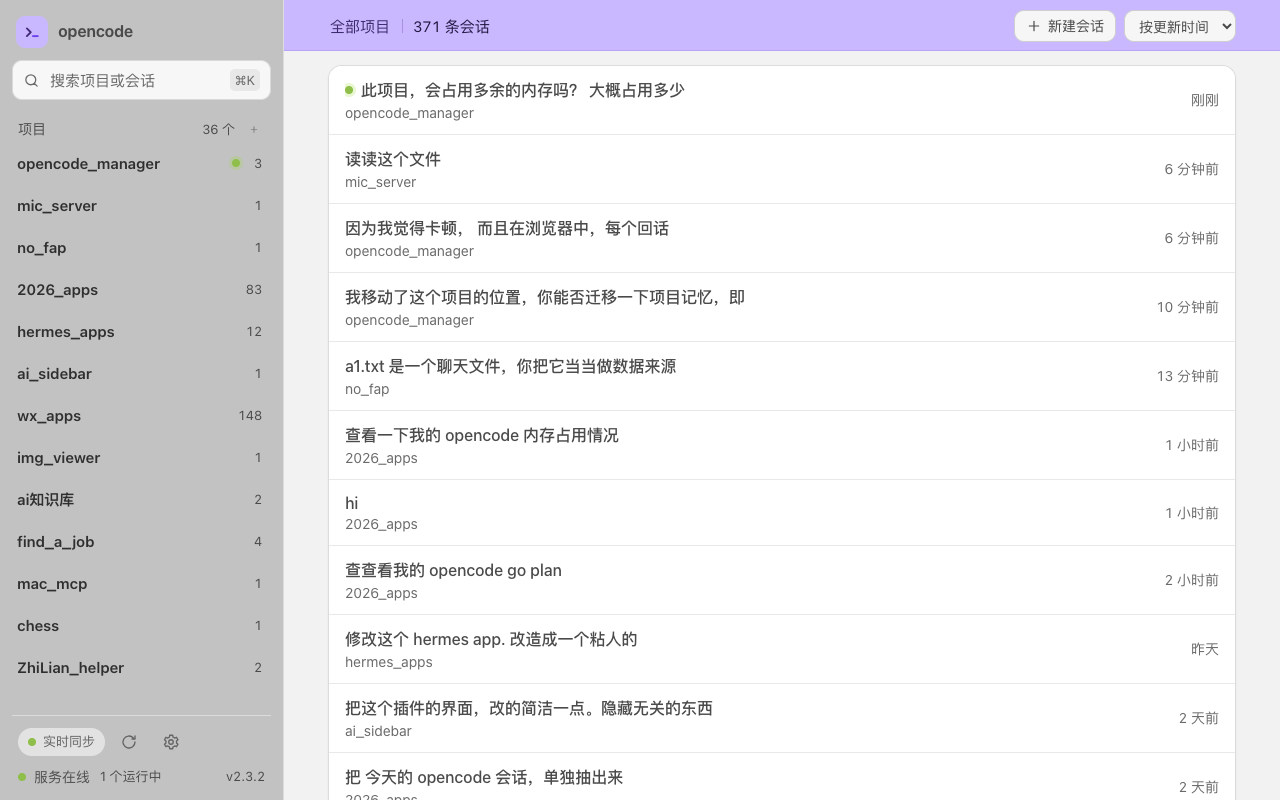 opencode
搜索项目或会话 ⌘K
项目 36 个 +
opencode_manager 3
mic_server 1
no_fap 1
2026_apps 83
hermes_apps 12
ai_sidebar 1
wx_apps 148
img_viewer 1
ai知识库 2
find_a_job 4
mac_mcp 1
chess 1
ZhiLian_helper 2
实时同步
服务在线 1 个运行中 v2.3.2
全部项目 371 条会话
+ 新建会话 按更新时间
此项目，会占用多余的内存吗？ 大概占用多少
opencode_manager
刚刚
读读这个文件
mic_server
6 分钟前
因为我觉得卡顿， 而且在浏览器中，每个回话
opencode_manager
6 分钟前
我移动了这个项目的位置，你能否迁移一下项目记忆，即
opencode_manager
10 分钟前
a1.txt 是一个聊天文件，你把它当当做数据来源
no_fap
13 分钟前
查看一下我的 opencode 内存占用情况
2026_apps
1 小时前
hi
2026_apps
1 小时前
查查看我的 opencode go plan
2026_apps
2 小时前
修改这个 hermes app. 改造成一个粘人的
hermes_apps
昨天
把这个插件的界面，改的简洁一点。隐藏无关的东西
ai_sidebar
2 天前
把 今天的 opencode 会话，单独抽出来
2026_apps
2 天前